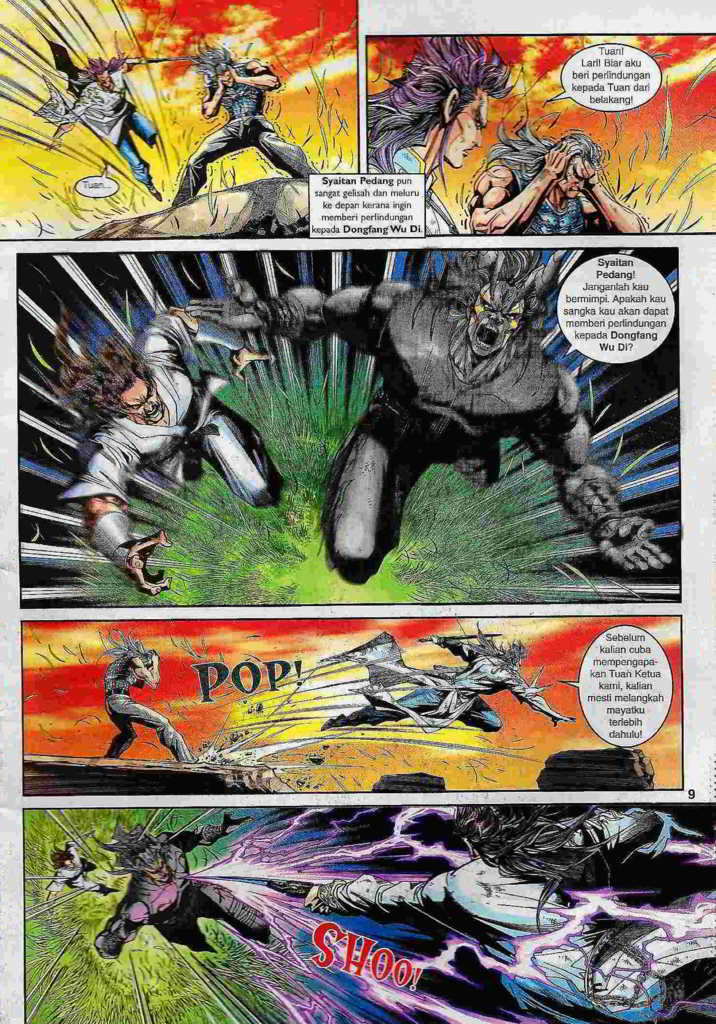 Tuan...
Syaitan Pedang pun
sangat gelisah dan meluru
ke depan kerana ingin
memberi perlindungan
kepada Dongfang Wu Di.
Tuan!
Lari! Biar aku
beri perlindungan
kepada Tuan dari
belakang!
Syaitan
Pedang!
Janganlah kau
bermimpi. Apakah kau
sangka kau dapat
memberi perlindungan
kepada Dongfang
Wu Di?
POP!
Sebelum
kalian cuba
mempengapa-
kan Tuan Ketua
kami, kalian
mesti melangkah
mayatku
terlebih
dahulu!
9
SHOO!